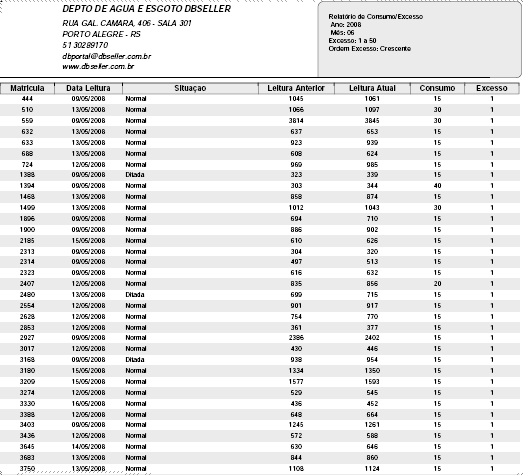 DEPTO DE AGUA E ESGOTO DBSELLER
RUA GAL. CAMARA, 406 - SALA 301
PORTO ALEGRE - RS
5130289170
dbportal@dbseller.com.br
www.dbseller.com.br
Relatório de Consumo/Excesso
Ano: 2008
Mês: 06
Excesso: 1 a 50
Ordem Excesso: Crescente
Matrícula Data Leitura Situaçao Leitura Anterior Leitura Atual Consumo Excesso
444 09/05/2008 Normal 1045 1061 15 1
510 13/05/2008 Normal 1066 1097 30 1
559 09/05/2008 Normal 3814 3845 30 1
632 13/05/2008 Normal 637 653 15 1
633 13/05/2008 Normal 923 939 15 1
688 13/05/2008 Normal 608 624 15 1
724 12/05/2008 Normal 969 985 15 1
1388 09/05/2008 Ditada 323 339 15 1
1394 09/05/2008 Normal 303 344 40 1
1468 13/05/2008 Normal 858 874 15 1
1499 13/05/2008 Normal 1012 1043 30 1
1896 09/05/2008 Normal 694 710 15 1
1900 09/05/2008 Normal 886 902 15 1
2185 15/05/2008 Normal 610 626 15 1
2313 09/05/2008 Normal 304 320 15 1
2314 09/05/2008 Normal 497 513 15 1
2323 09/05/2008 Normal 616 632 15 1
2407 12/05/2008 Normal 835 856 20 1
2480 13/05/2008 Ditada 699 715 15 1
2554 12/05/2008 Normal 901 917 15 1
2628 12/05/2008 Normal 754 770 15 1
2853 12/05/2008 Normal 361 377 15 1
2927 09/05/2008 Normal 2386 2402 15 1
3017 12/05/2008 Normal 430 446 15 1
3168 09/05/2008 Ditada 938 954 15 1
3180 15/05/2008 Normal 1334 1350 15 1
3209 15/05/2008 Normal 1577 1593 15 1
3274 12/05/2008 Normal 529 545 15 1
3330 16/05/2008 Normal 436 452 15 1
3388 12/05/2008 Normal 648 664 15 1
3403 09/05/2008 Normal 1245 1261 15 1
3436 12/05/2008 Normal 572 588 15 1
3645 14/05/2008 Normal 630 646 15 1
3683 13/05/2008 Normal 844 860 15 1
3750 13/05/2008 Normal 1108 1124 15 1